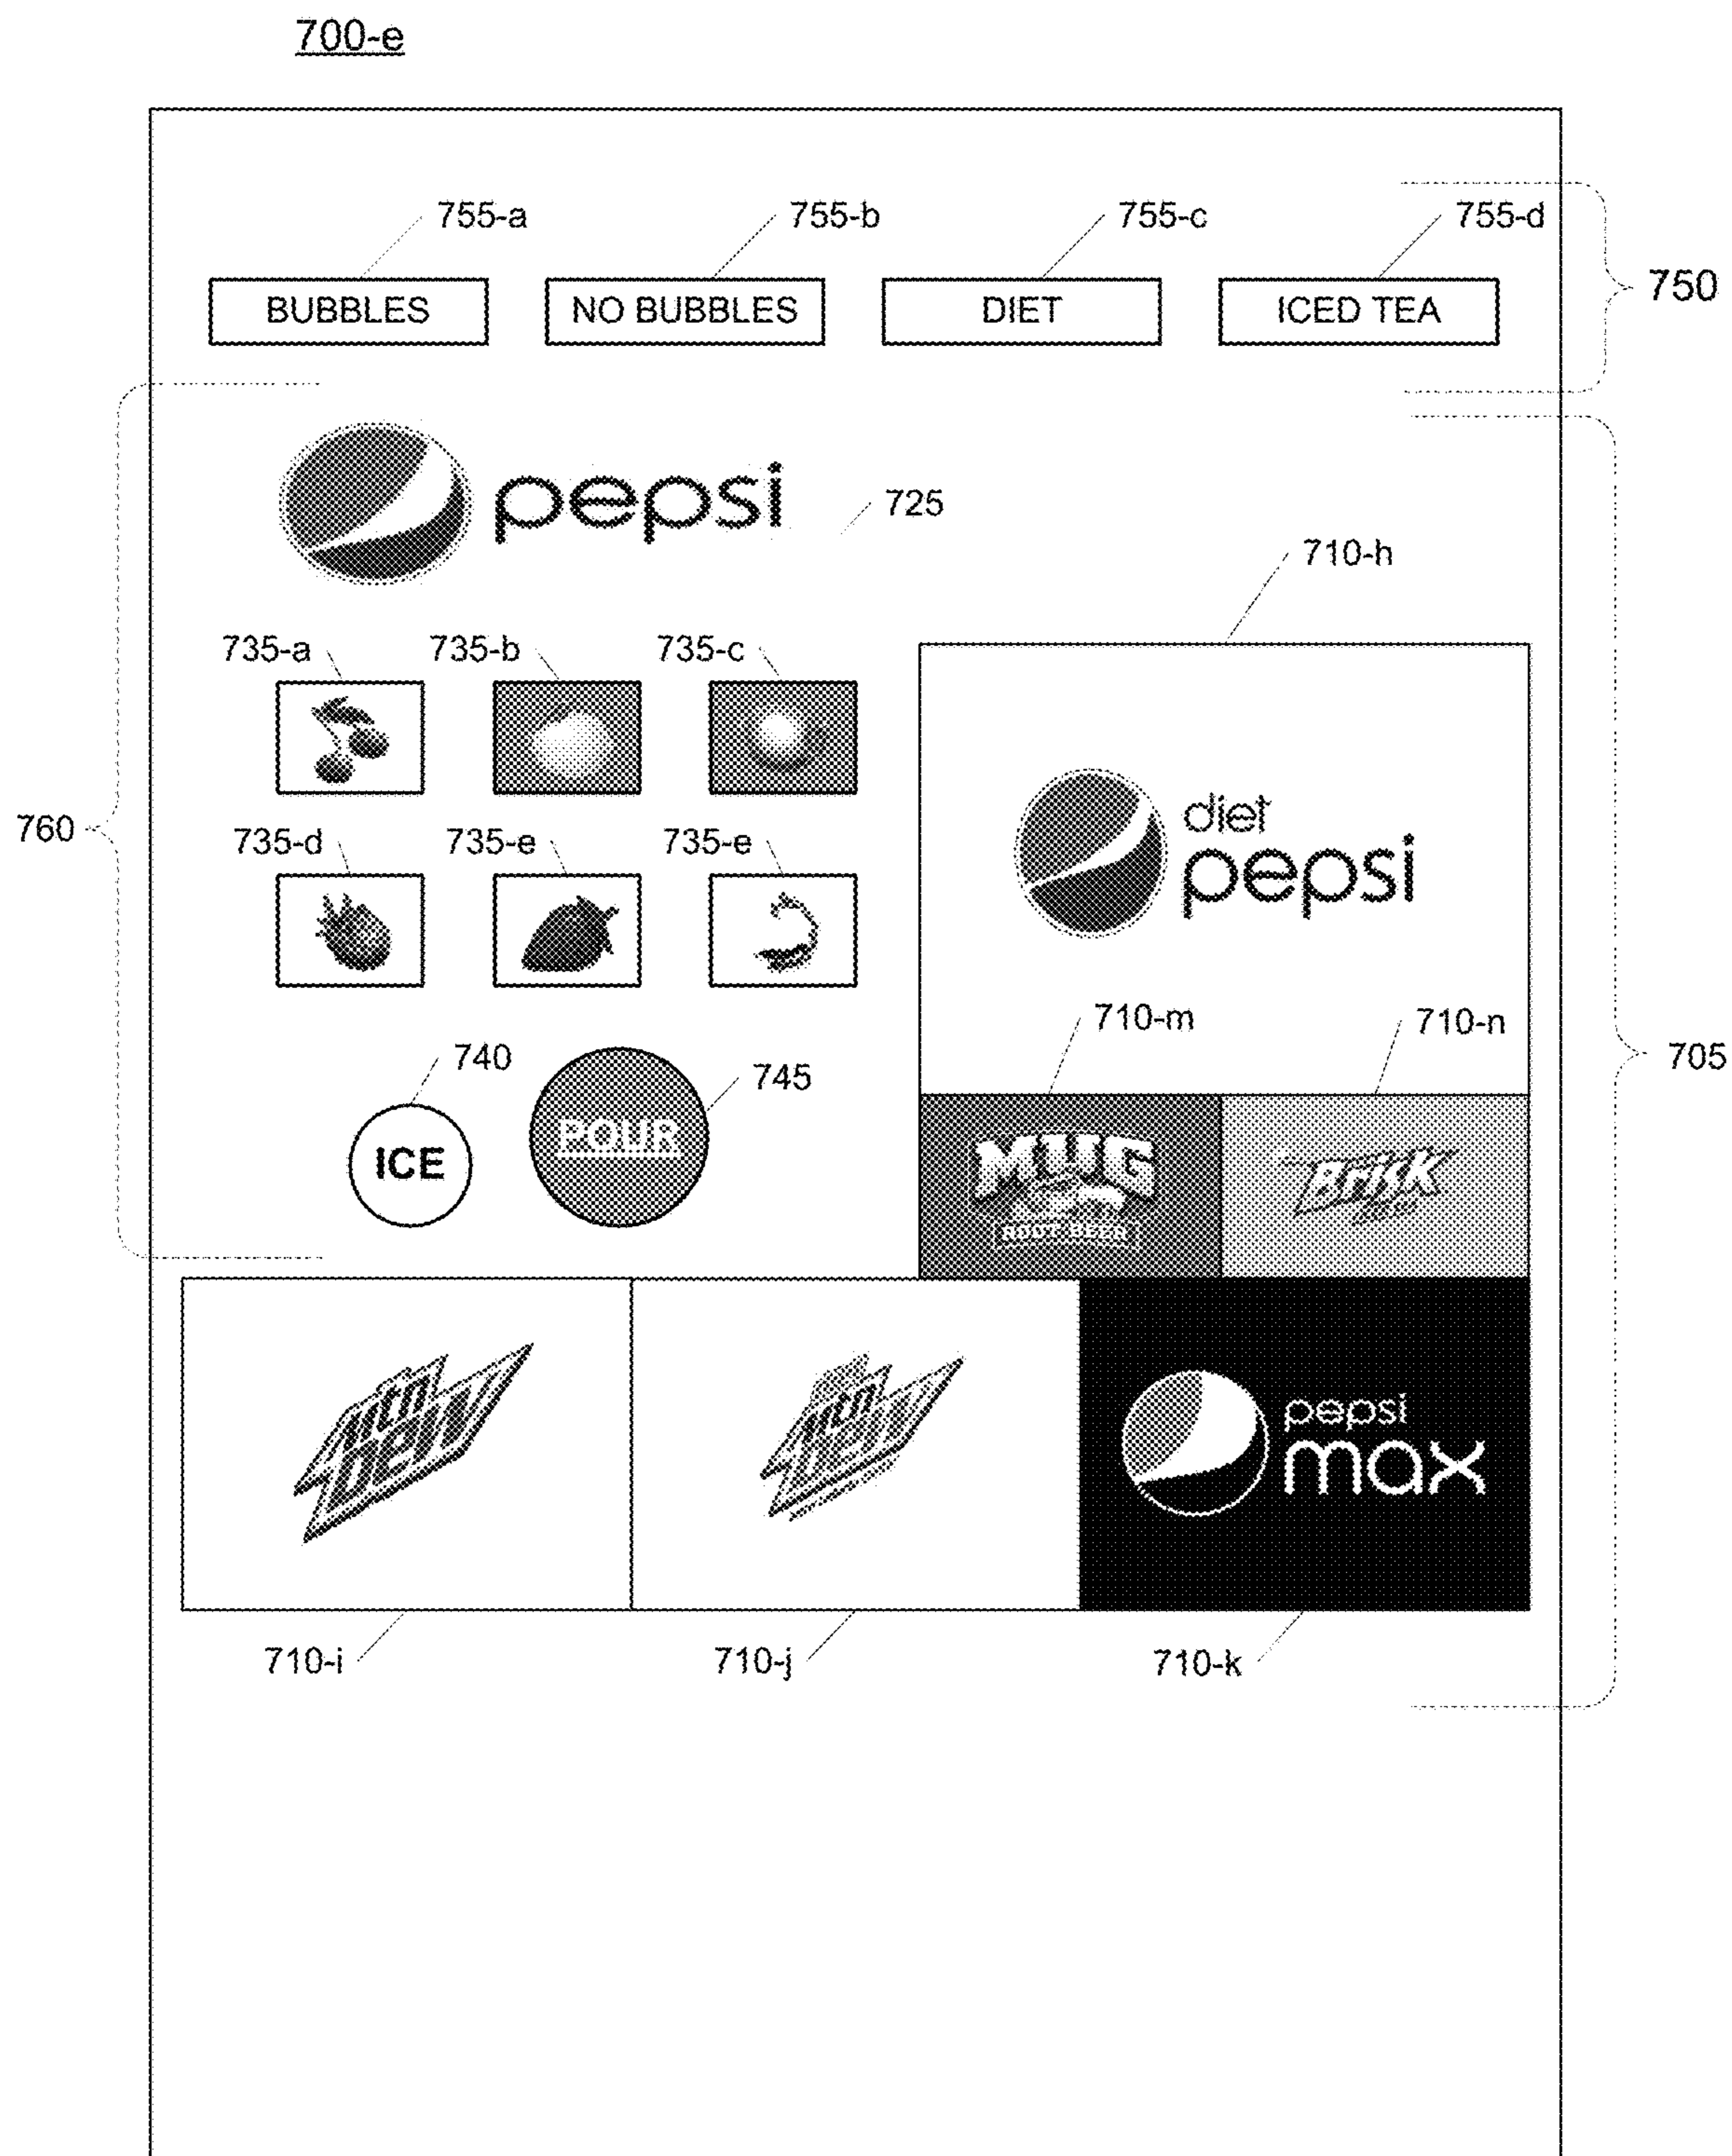 700-e
755-a 755-b 755-c 755-d
BUBBLES NO BUBBLES DIET ICED TEA
750
pepsi
725
710-h
735-a 735-b 735-c
760
diet
pepsi
735-d 735-e 735-e
710-m 710-n
740
745
705
ICE
POUR
MUG
ROOT BEER
Brisk
Mtn
DEW
Mtn
DEW
pepsi
max
710-i 710-j 710-k